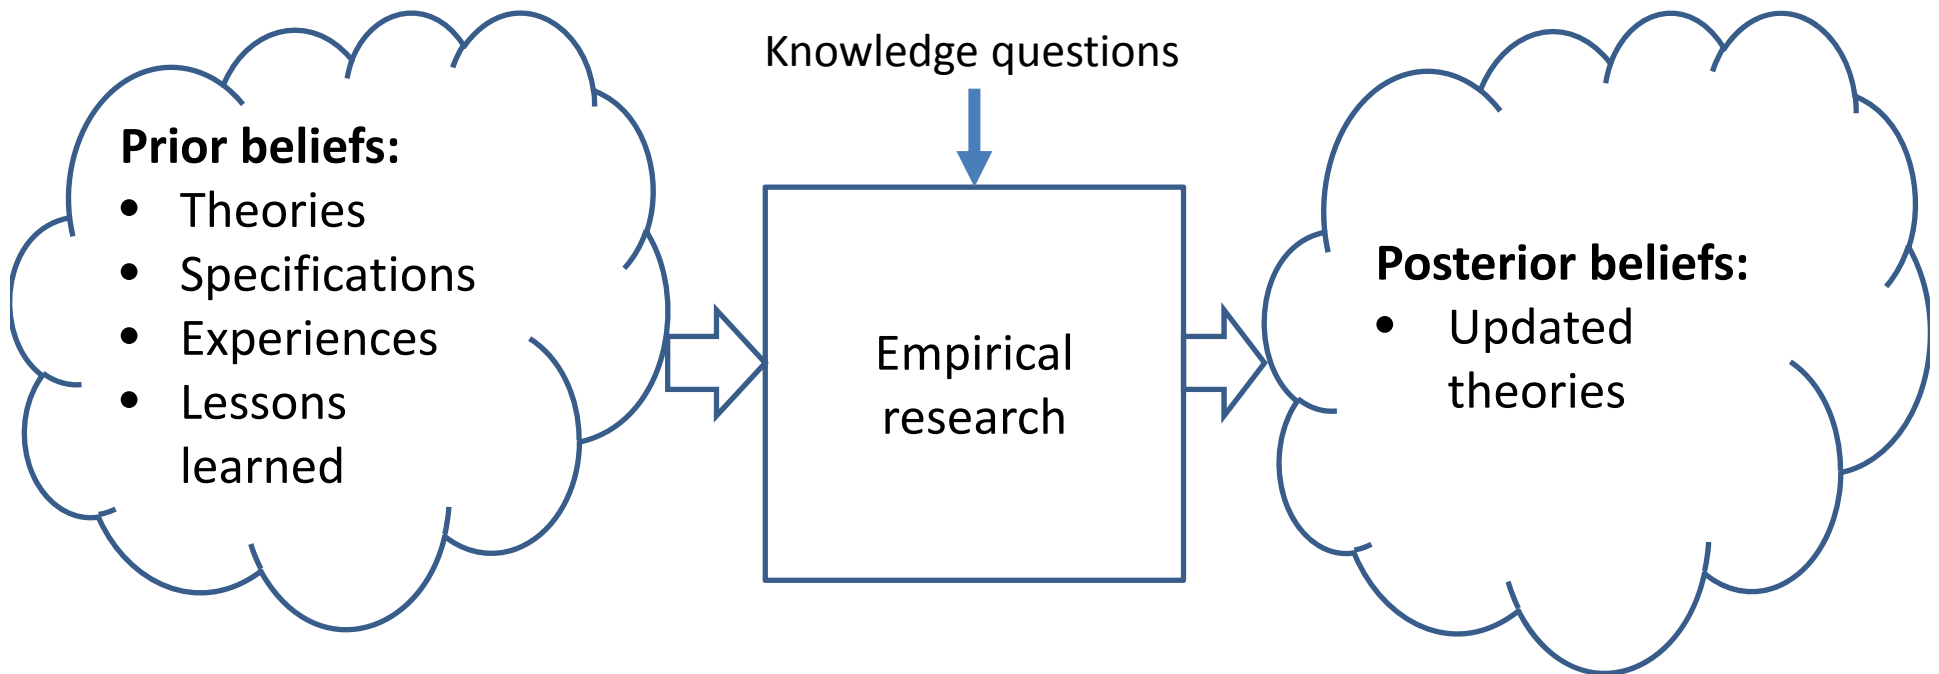 Knowledge questions
Prior beliefs:
• Theories
• Specifications
• Experiences
• Lessons
learned
Empirical
research
Posterior beliefs:
• Updated
theories